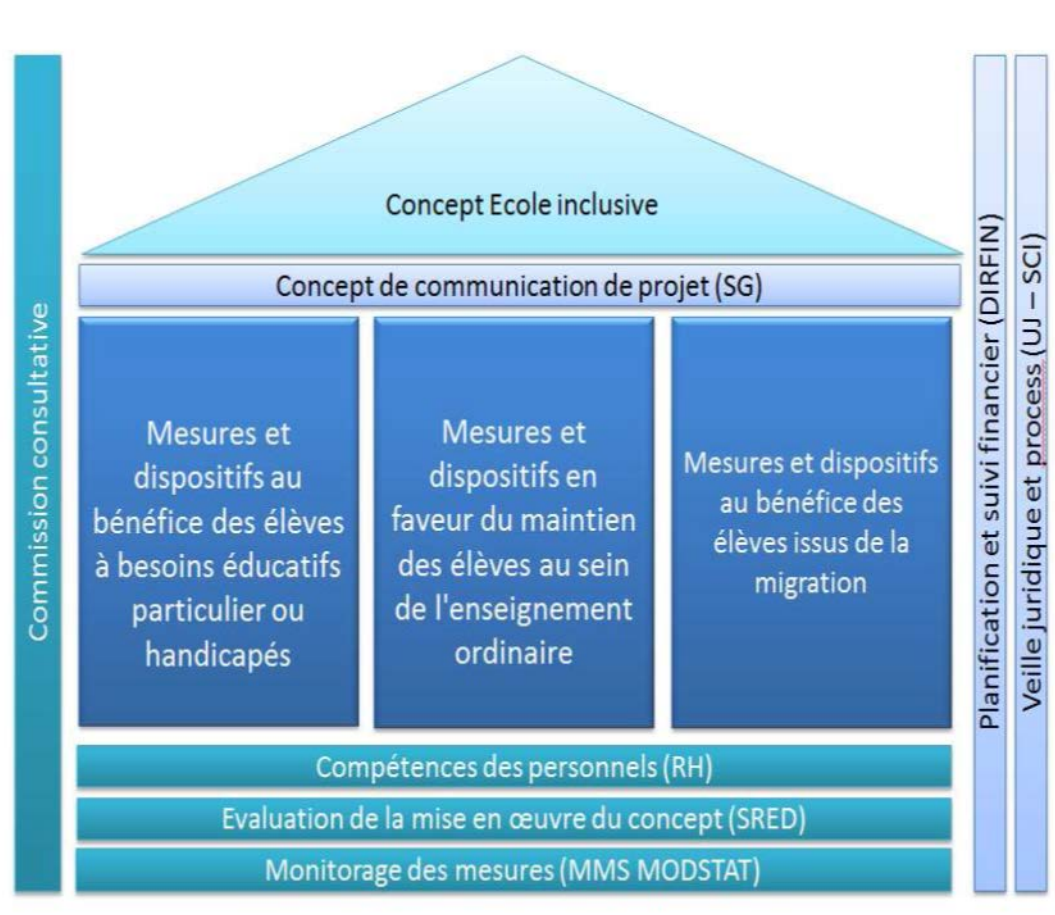 Commission consultative
Concept Ecole inclusive
Concept de communication de projet (SG)
Mesures et
dispositifs au
bénéfice des élèves
à besoins éducatifs
particulier ou
handicapés
Mesures et
dispositifs en
faveur du maintien
des élèves au sein
de l'enseignement
ordinaire
Mesures et dispositifs
au bénéfice des
élèves issus de la
migration
Compétences des personnels (RH)
Evaluation de la mise en œuvre du concept (SRED)
Monitorage des mesures (MMS MODSTAT)
Planification et suivi financier (DIRFIN)
Veille juridique et process (UJ – SCI)